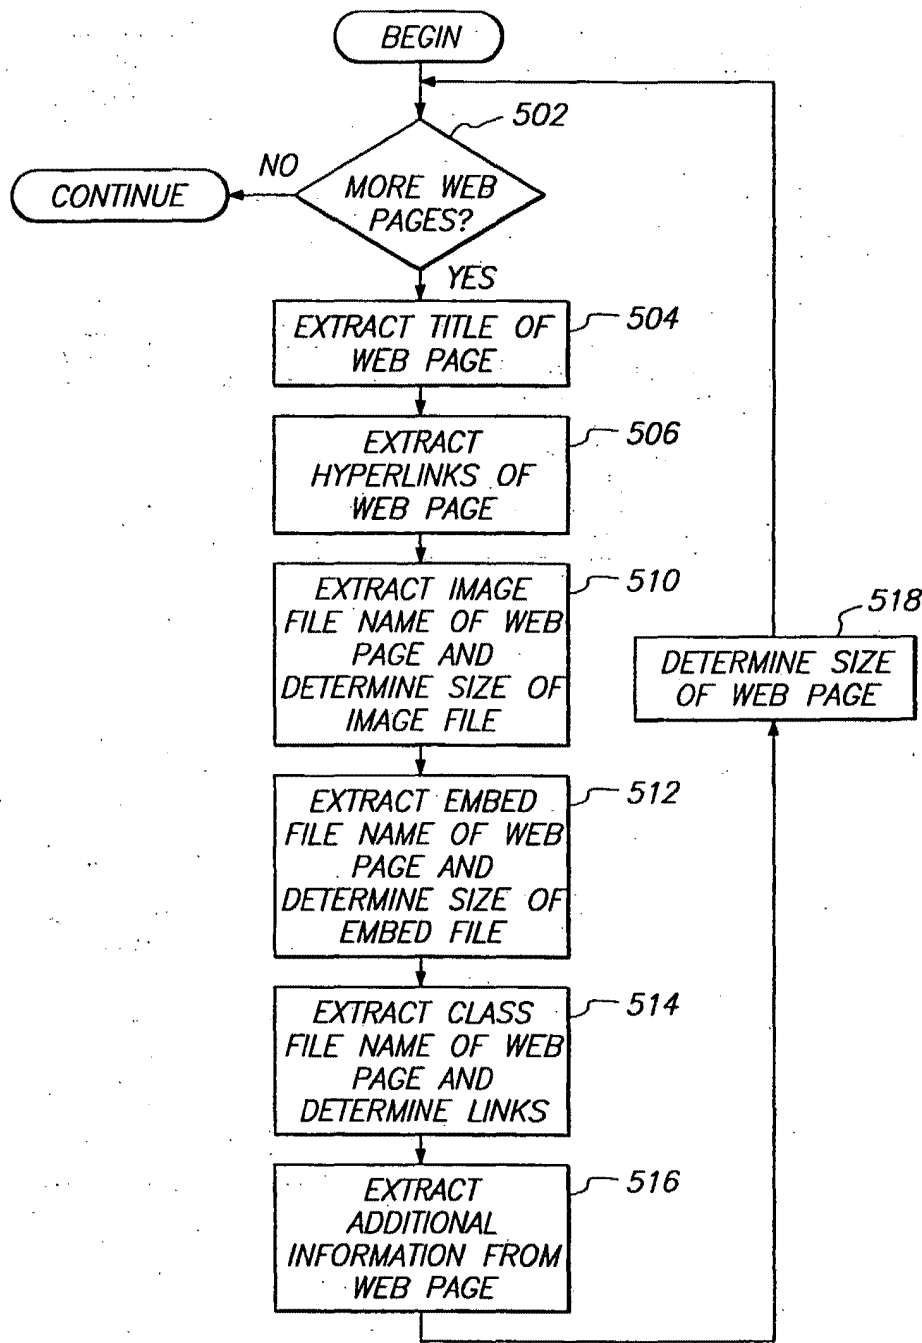 BEGIN
502
NO
CONTINUE
MORE WEB
PAGES?
YES
EXTRACT TITLE OF
WEB PAGE
504
EXTRACT
HYPERLINKS OF
WEB PAGE
506
EXTRACT IMAGE
FILE NAME OF WEB
PAGE AND
DETERMINE SIZE OF
IMAGE FILE
510
518
DETERMINE SIZE
OF WEB PAGE
EXTRACT EMBED
FILE NAME OF WEB
PAGE AND
DETERMINE SIZE OF
EMBED FILE
512
EXTRACT CLASS
FILE NAME OF WEB
PAGE AND
DETERMINE LINKS
514
EXTRACT
ADDITIONAL
INFORMATION FROM
WEB PAGE
516